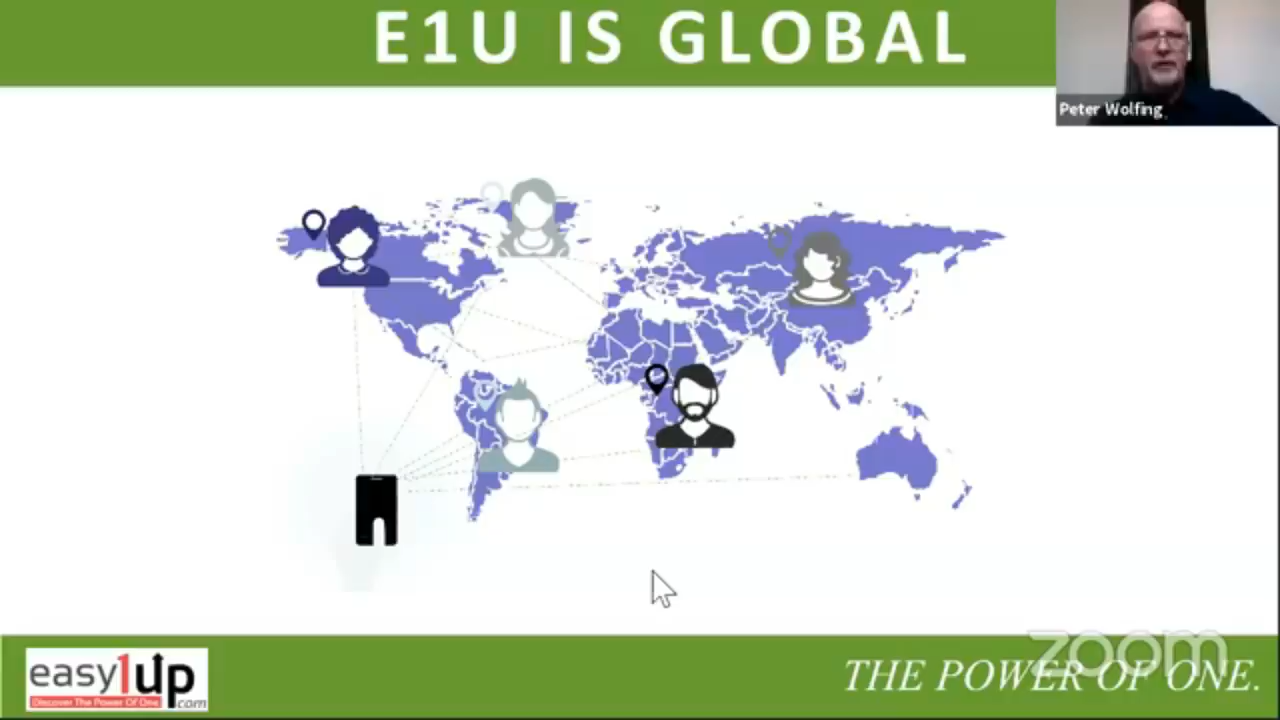 E1U IS GLOBAL
Peter Wolfing
easy1up
.com
Discover The Power Of One
zoom
THE POWER OF ONE.